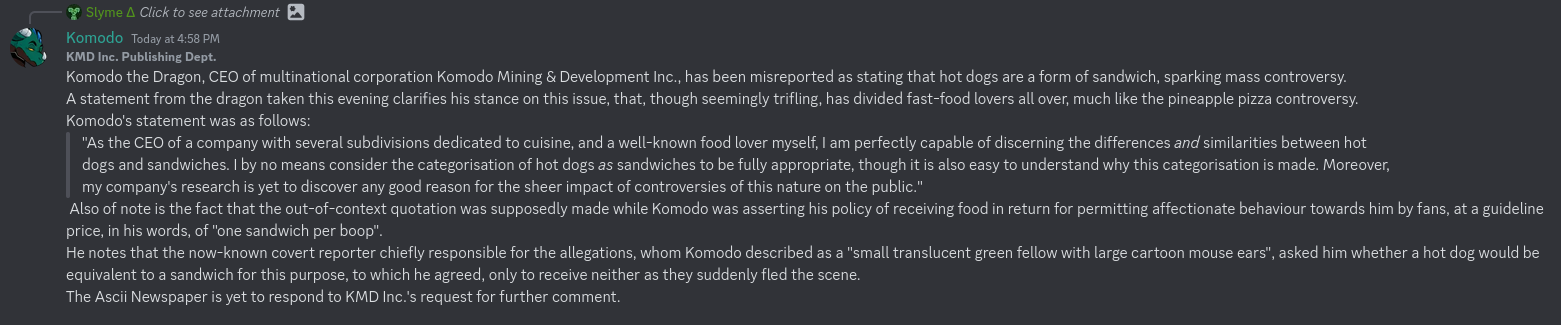 Slyme Δ Click to see attachment
Komodo Today at 4:58 PM
KMD Inc. Publishing Dept.
Komodo the Dragon, CEO of multinational corporation Komodo Mining & Development Inc., has been misreported as stating that hot dogs are a form of sandwich, sparking mass controversy.
A statement from the dragon taken this evening clarifies his stance on this issue, that, though seemingly trifling, has divided fast-food lovers all over, much like the pineapple pizza controversy.
Komodo's statement was as follows:
"As the CEO of a company with several subdivisions dedicated to cuisine, and a well-known food lover myself, I am perfectly capable of discerning the differences and similarities between hot
dogs and sandwiches. I by no means consider the categorisation of hot dogs as sandwiches to be fully appropriate, though it is also easy to understand why this categorisation is made. Moreover,
my company's research is yet to discover any good reason for the sheer impact of controversies of this nature on the public."
Also of note is the fact that the out-of-context quotation was supposedly made while Komodo was asserting his policy of receiving food in return for permitting affectionate behaviour towards him by fans, at a guideline
price, in his words, of "one sandwich per boop".
He notes that the now-known covert reporter chiefly responsible for the allegations, whom Komodo described as a "small translucent green fellow with large cartoon mouse ears", asked him whether a hot dog would be
equivalent to a sandwich for this purpose, to which he agreed, only to receive neither as they suddenly fled the scene.
The Ascii Newspaper is yet to respond to KMD Inc.'s request for further comment.